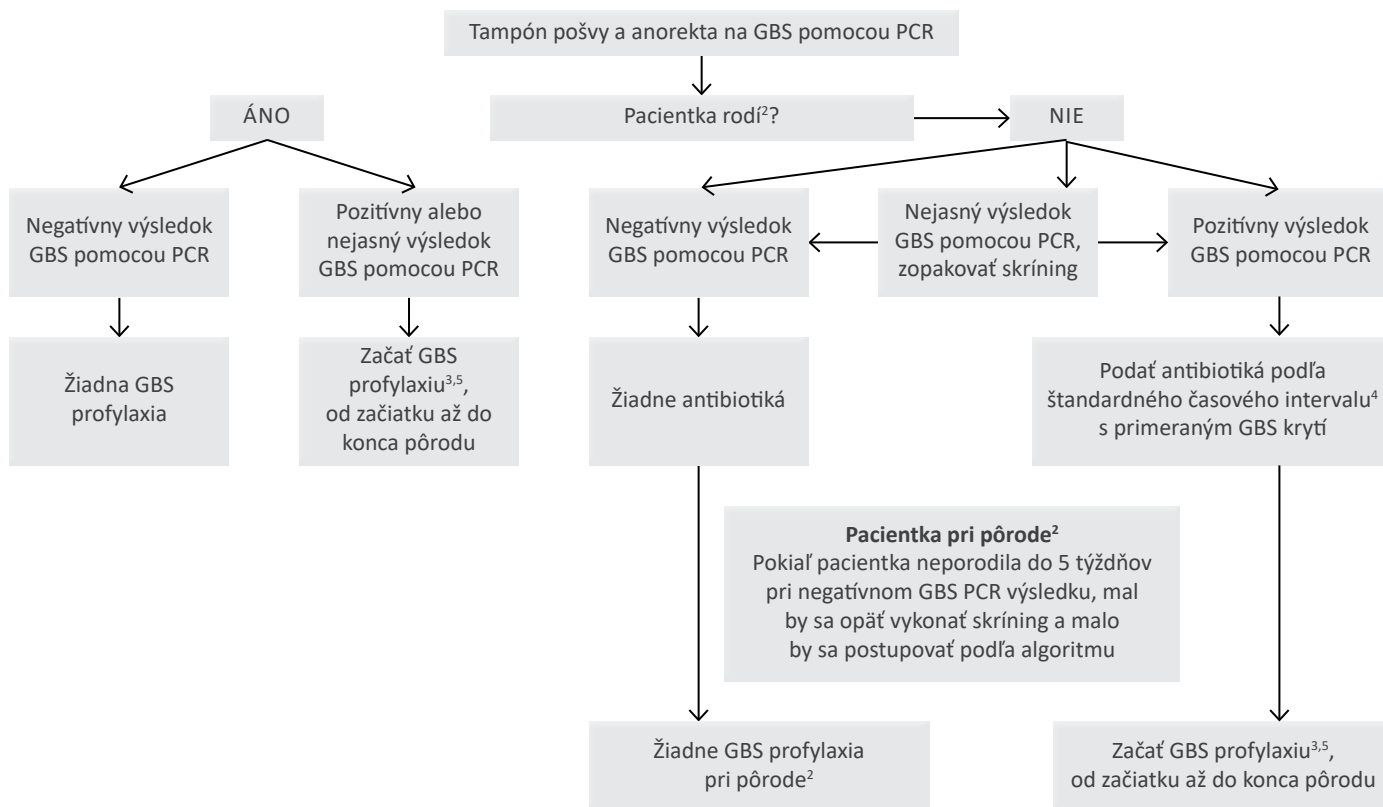 Tampón pošvy a anorekta na GBS pomocou PCR
ÁNO
Pacientka rodí²?
NIE
Negatívny výsledok
GBS pomocou PCR
Pozitívny alebo
nejasný výsledok
GBS pomocou PCR
Negatívny výsledok
GBS pomocou PCR
Nejasný výsledok
GBS pomocou PCR,
zopakovať skríning
Pozitívny výsledok
GBS pomocou PCR
Žiadna GBS
profylaxia
Začať GBS
profylaxiu³,⁵,
od začiatku až do
konca pôrodu
Žiadne antibiotiká
Podať antibiotiká podľa
štandardného časového intervalu⁴
s primeraným GBS krytí
Pacientka pri pôrode²
Pokiaľ pacientka neporodila do 5 týždňov
pri negatívnom GBS PCR výsledku, mal
by sa opäť vykonať skríning a malo
by sa postupovať podľa algoritmu
Žiadne GBS profylaxia
pri pôrode²
Začať GBS profylaxiu³,⁵,
od začiatku až do konca pôrodu